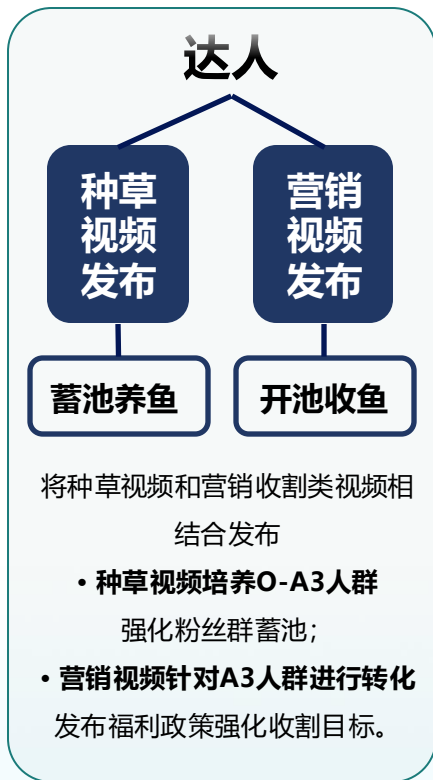 达人
种草
视频
发布
营销
视频
发布
蓄池养鱼
开池收鱼
将种草视频和营销收割类视频相
结合发布
• 种草视频培养O-A3人群
强化粉丝群蓄池；
• 营销视频针对A3人群进行转化
发布福利政策强化收割目标。